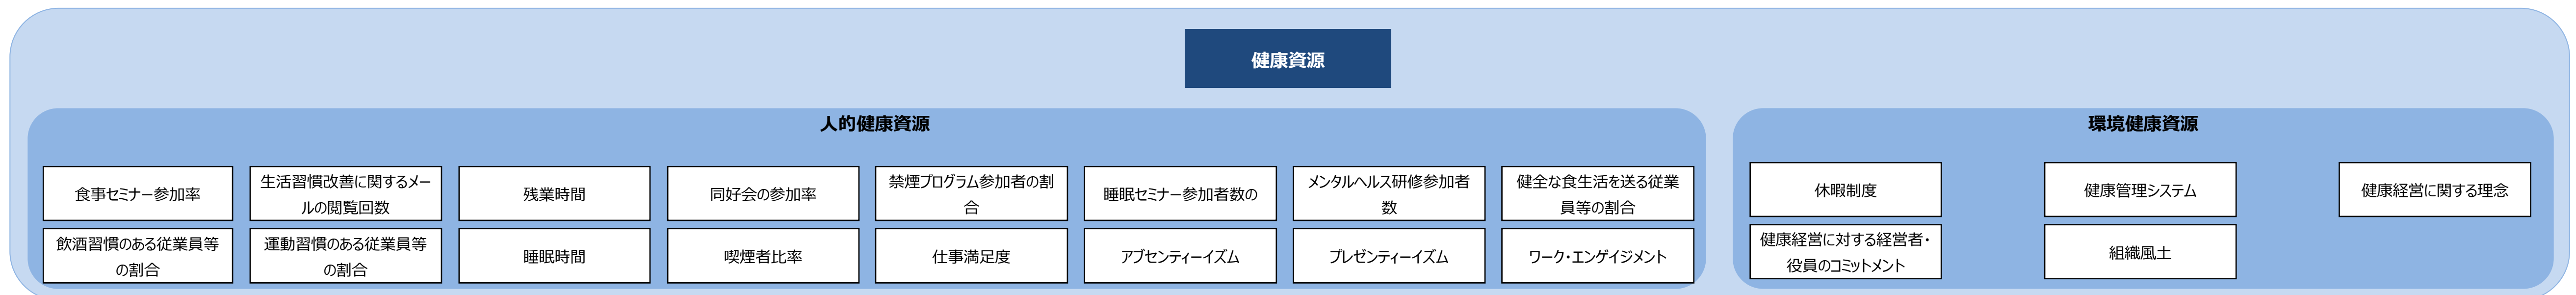 健康資源
人的健康資源
食事セミナー参加率
生活習慣改善に関するメー
ルの閲覧回数
残業時間
同好会の参加率
禁煙プログラム参加者の割
合
睡眠セミナー参加者数の
メンタルヘルス研修参加者
数
健全な食生活を送る従業
員等の割合
飲酒習慣のある従業員等
の割合
運動習慣のある従業員等
の割合
睡眠時間
喫煙者比率
仕事満足度
アブセンティーイズム
プレゼンティーイズム
ワーク・エンゲイジメント
環境健康資源
休暇制度
健康管理システム
健康経営に関する理念
健康経営に対する経営者・
役員のコミットメント
組織風土